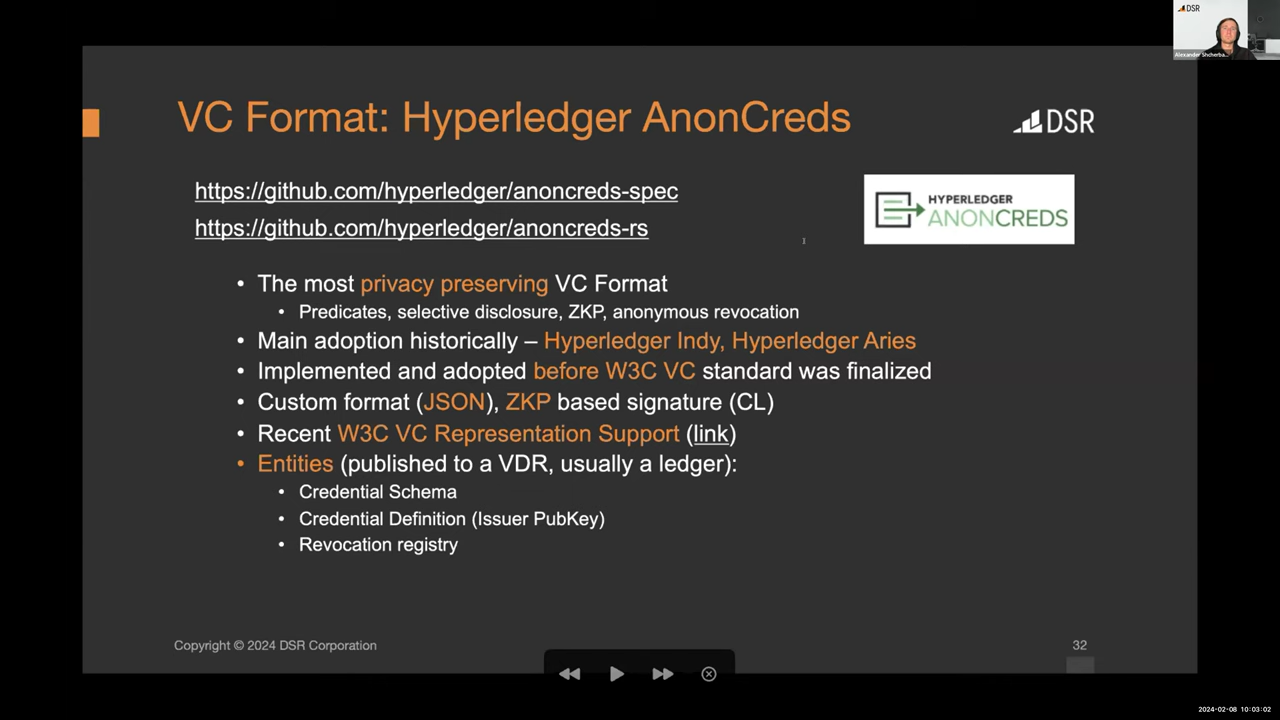 DSR
Alexander Shcherba...
VC Format: Hyperledger AnonCreds
DSR
https://github.com/hyperledger/anoncreds-spec
https://github.com/hyperledger/anoncreds-rs
HYPERLEDGER
ANONCREDS
• The most privacy preserving VC Format
• Predicates, selective disclosure, ZKP, anonymous revocation
• Main adoption historically – Hyperledger Indy, Hyperledger Aries
• Implemented and adopted before W3C VC standard was finalized
• Custom format (JSON), ZKP based signature (CL)
• Recent W3C VC Representation Support (link)
• Entities (published to a VDR, usually a ledger):
• Credential Schema
• Credential Definition (Issuer PubKey)
• Revocation registry
Copyright © 2024 DSR Corporation
32
2024-02-08 10:03:02